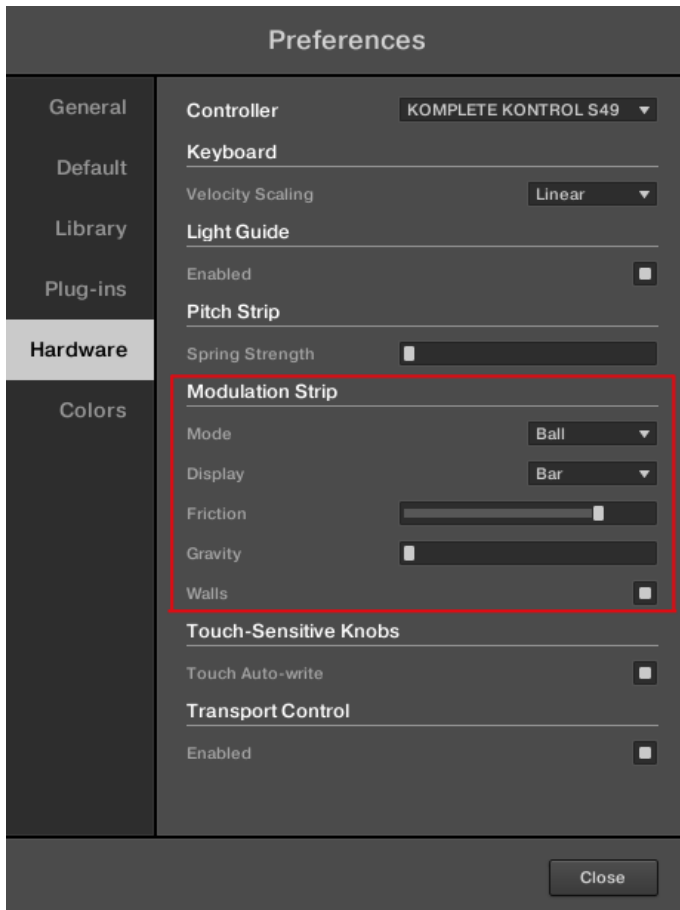 Preferences
General
Default
Library
Plug-ins
Hardware
Colors
Controller KOMPLETE KONTROL S49
Keyboard
Velocity Scaling Linear
Light Guide
Enabled
Pitch Strip
Spring Strength
Modulation Strip
Mode Ball
Display Bar
Friction
Gravity
Walls
Touch-Sensitive Knobs
Touch Auto-write
Transport Control
Enabled
Close